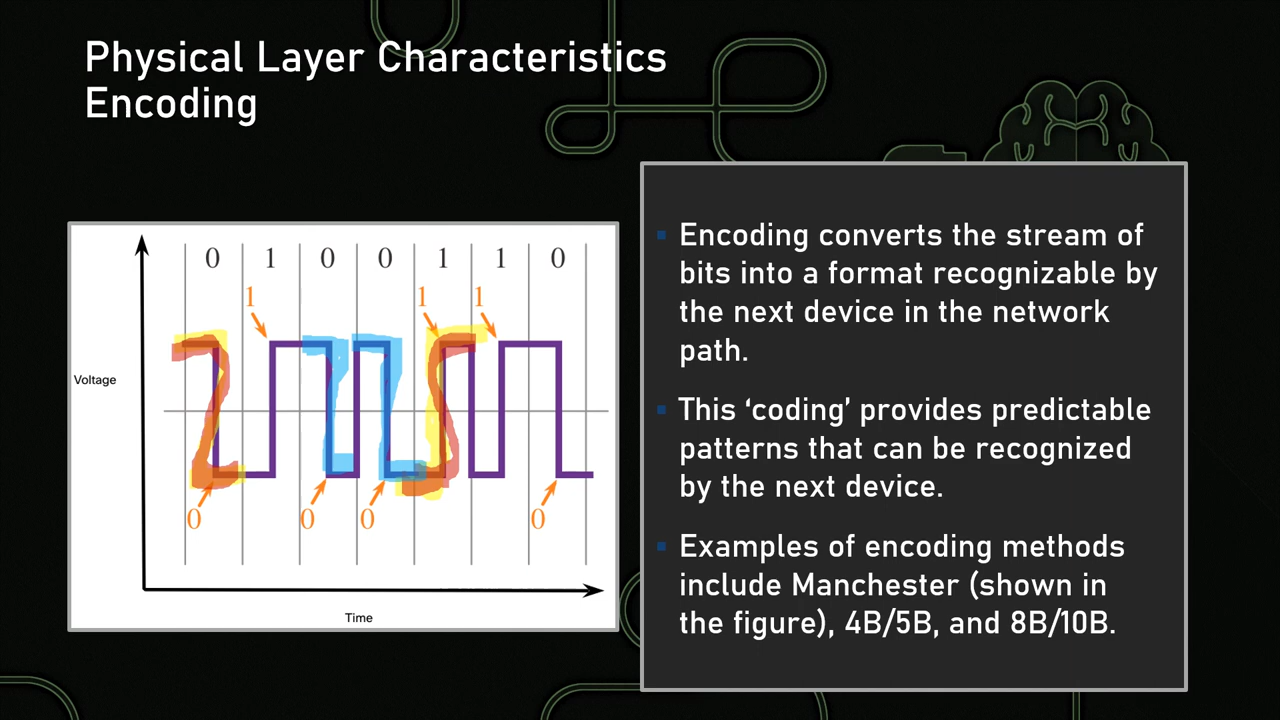 Physical Layer Characteristics
Encoding
0 1 0 0 1 1 0
1 1 1
Voltage
0 0 0 0
Time
Encoding converts the stream of
bits into a format recognizable by
the next device in the network
path.
This ‘coding’ provides predictable
patterns that can be recognized
by the next device.
Examples of encoding methods
include Manchester (shown in
the figure), 4B/5B, and 8B/10B.